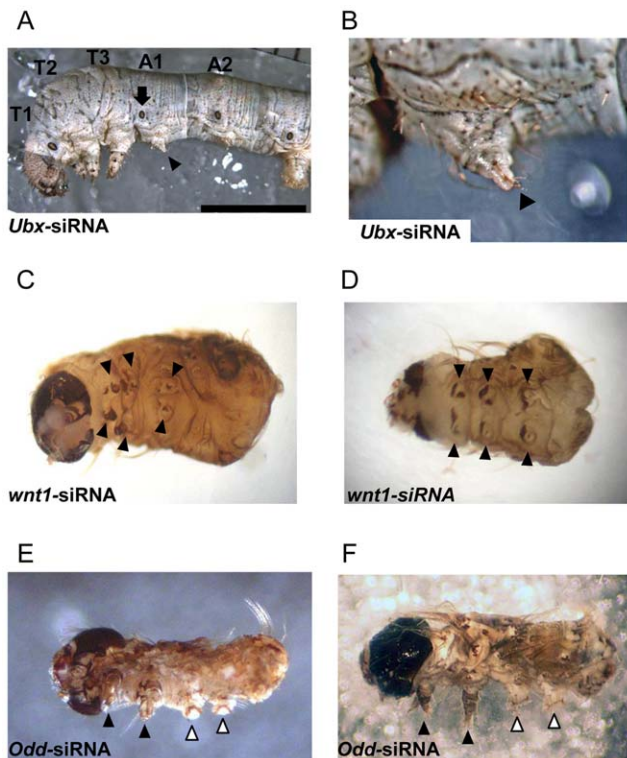 A
B
T1
T2
T3
A1
A2
Ubx-siRNA
Ubx-siRNA
C
D
wnt1-siRNA
wnt1-siRNA
E
F
Odd-siRNA
Odd-siRNA